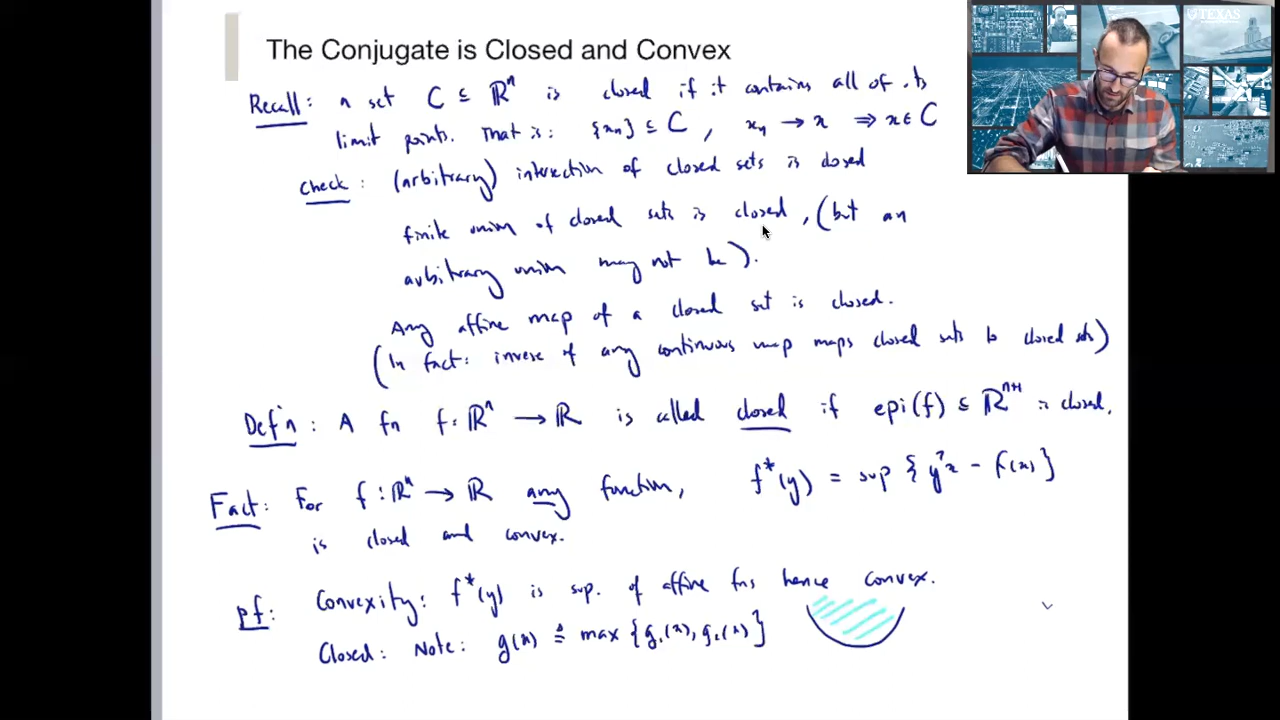 The Conjugate is Closed and Convex
TEXAS
Recall: A set C ⊆ ℝⁿ is closed if it contains all of its
limit points. That is: {xₙ} ⊆ C, xₙ → x ⇒ x ∈ C
Check: (arbitrary) intersection of closed sets is closed
finite union of closed sets is closed, (but an
arbitrary union may not be).
Any affine map of a closed set is closed.
(In fact: inverse of any continuous map maps closed sets to closed sets)
Def'n: A fn f: ℝⁿ → ℝ is called closed if epi(f) ⊆ ℝⁿ⁺¹ is closed.
Fact: For f: ℝⁿ → ℝ any function, f*(y) = sup {yᵀx - f(x)}
is closed and convex.
pf: Convexity: f*(y) is sup. of affine fns hence convex.
Closed: Note: g(x) ≜ max {g₁(x), g₂(x)}